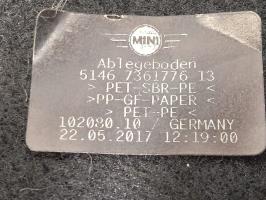 MINI
Ablegeboden
5146 7361776 13
> PET-SBR-PE <
>PP-GF-PAPER <
> PET-PE <
102080.10 / GERMANY
22.05.2017 12:19:00